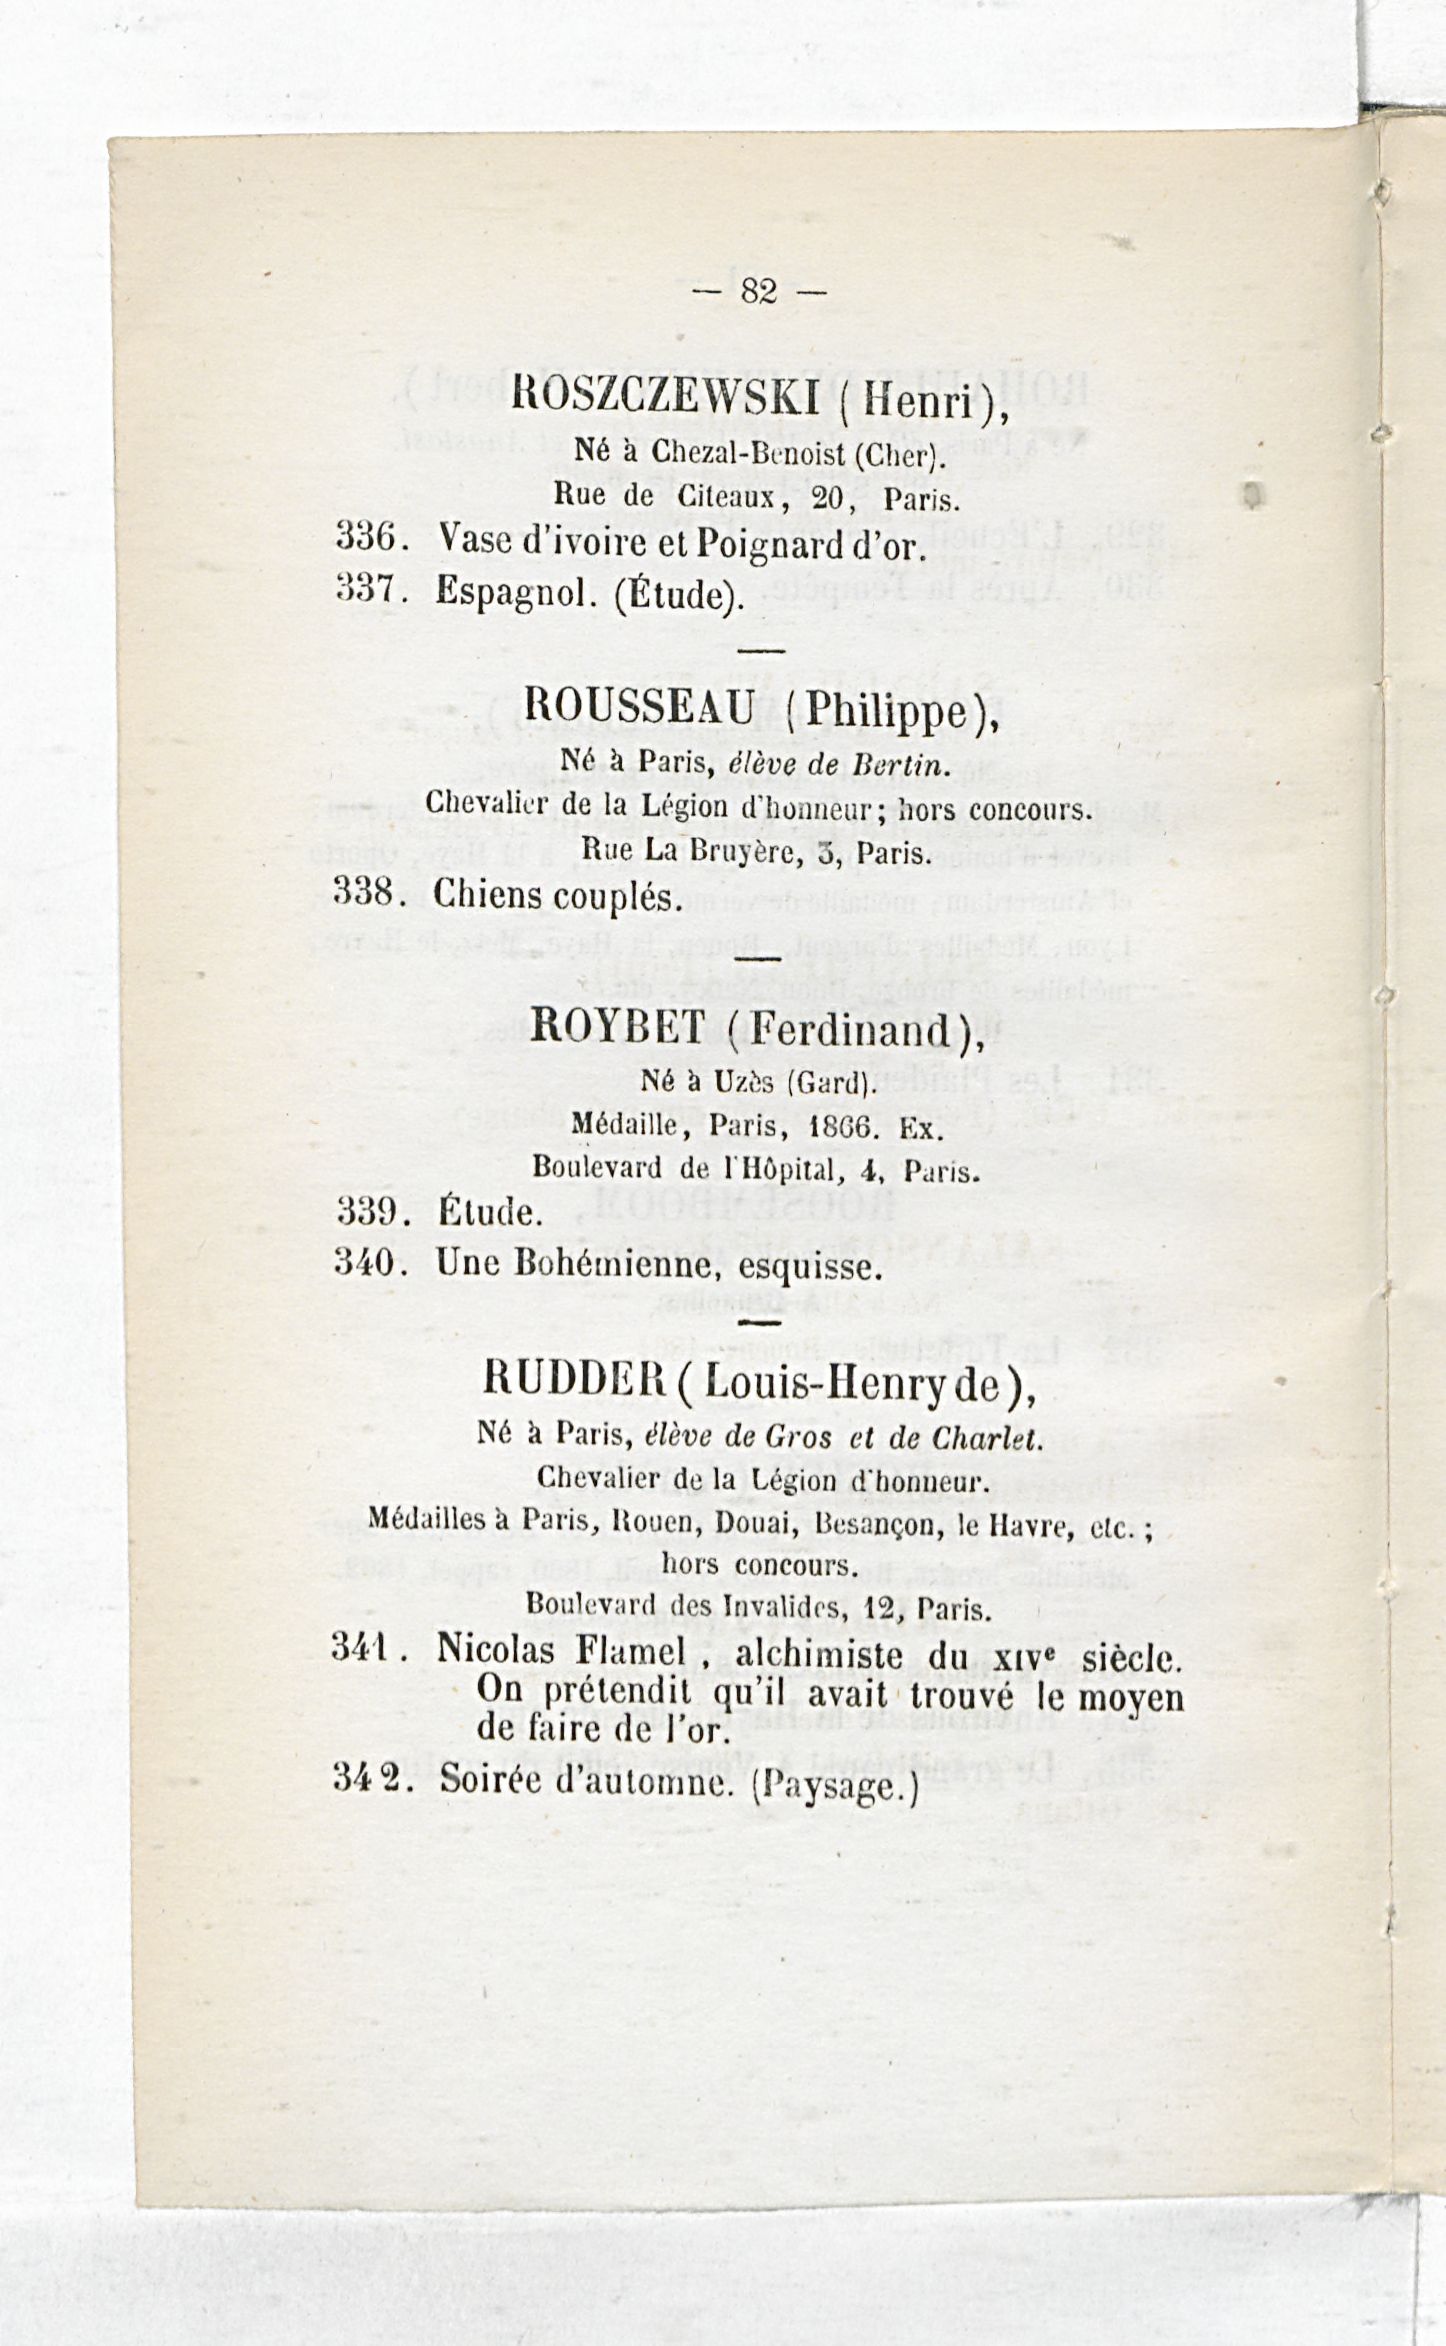 — 82 —
ROSZCZEWSKI (Henri),
Né à Chezal-Benoist (Cher).
Rue de Citeaux, 20, Paris.
336. Vase d'ivoire et Poignard d'or.
337. Espagnol. (Étude).
ROUSSEAU (Philippe),
Né à Paris, élève de Bertin.
Chevalier de la Légion d'honneur; hors concours.
Rue La Bruyère, 3, Paris.
338. Chiens couplés.
ROYBET (Ferdinand),
Né à Uzès (Gard).
Médaille, Paris, 1866. Ex.
Boulevard de l'Hôpital, 4, Paris.
339. Étude.
340. Une Bohémienne, esquisse.
RUDDER (Louis-Henry de),
Né à Paris, élève de Gros et de Charlet.
Chevalier de la Légion d'honneur.
Médailles à Paris, Rouen, Douai, Besançon, le Havre, etc. ;
hors concours.
Boulevard des Invalides, 12, Paris.
341. Nicolas Flamel, alchimiste du XIVe siècle.
On prétendit qu'il avait trouvé le moyen
de faire de l'or.
342. Soirée d'automne. (Paysage.)